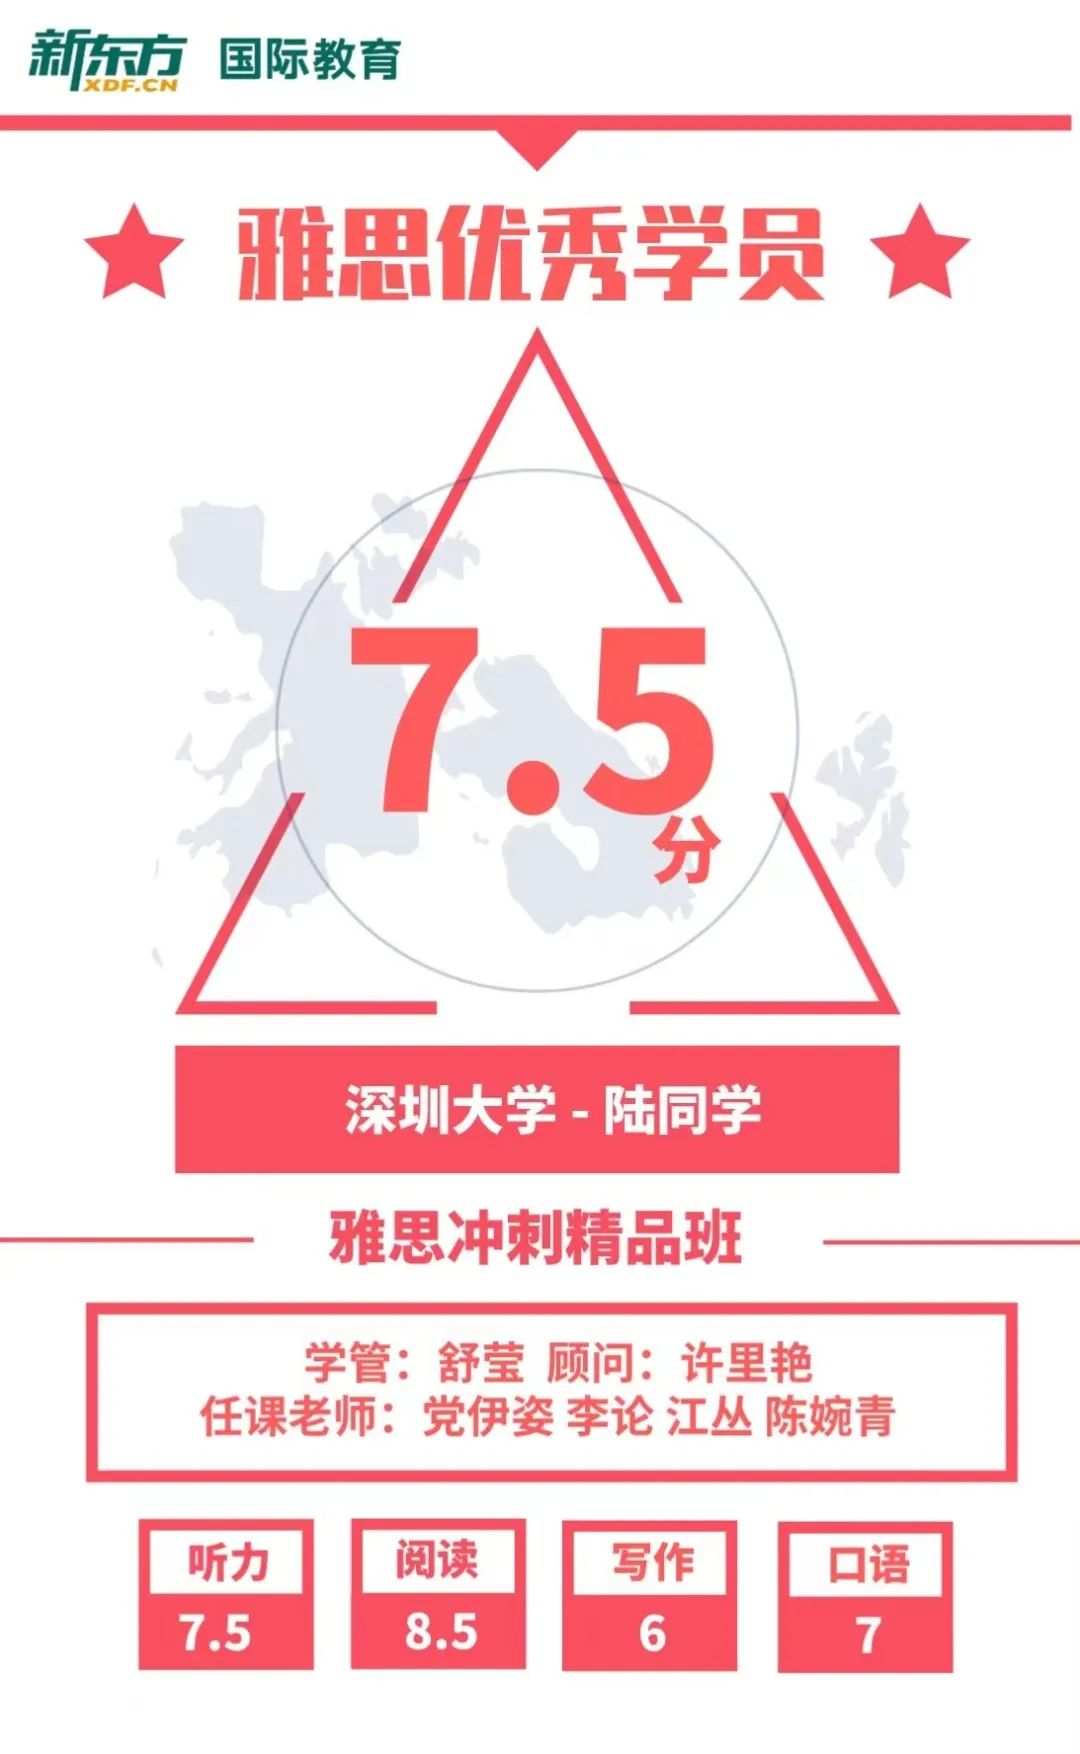 新东方 国际教育
XDF.CN
雅思优秀学员
7.5
分
深圳大学 - 陆同学
雅思冲刺精品班
学管：舒莹 顾问：许里艳
任课老师：党伊姿 李论 江丛 陈婉青
听力 阅读 写作 口语
7.5 8.5 6 7